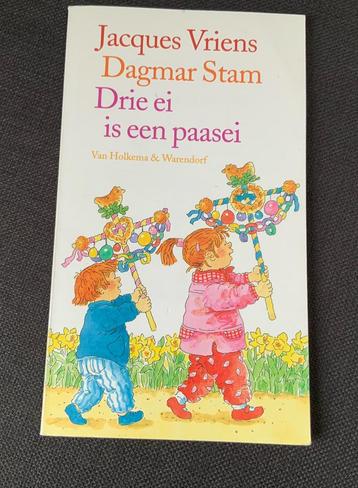 Jacques Vriens
Dagmar Stam
Drie ei
is een paasei
Van Holkema & Warendorf